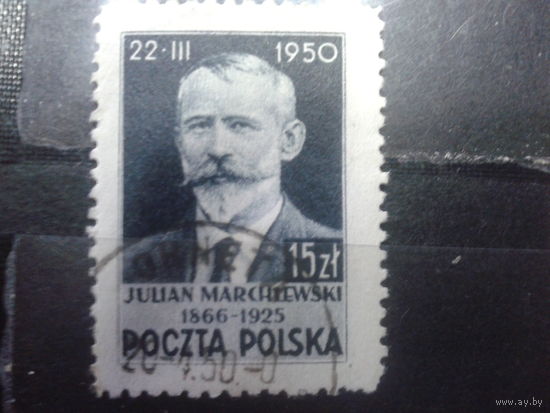 22·III 1950
15zł
JULIAN MARCHLEWSKI
1866-1925
POCZTA POLSKA
www.ay.by